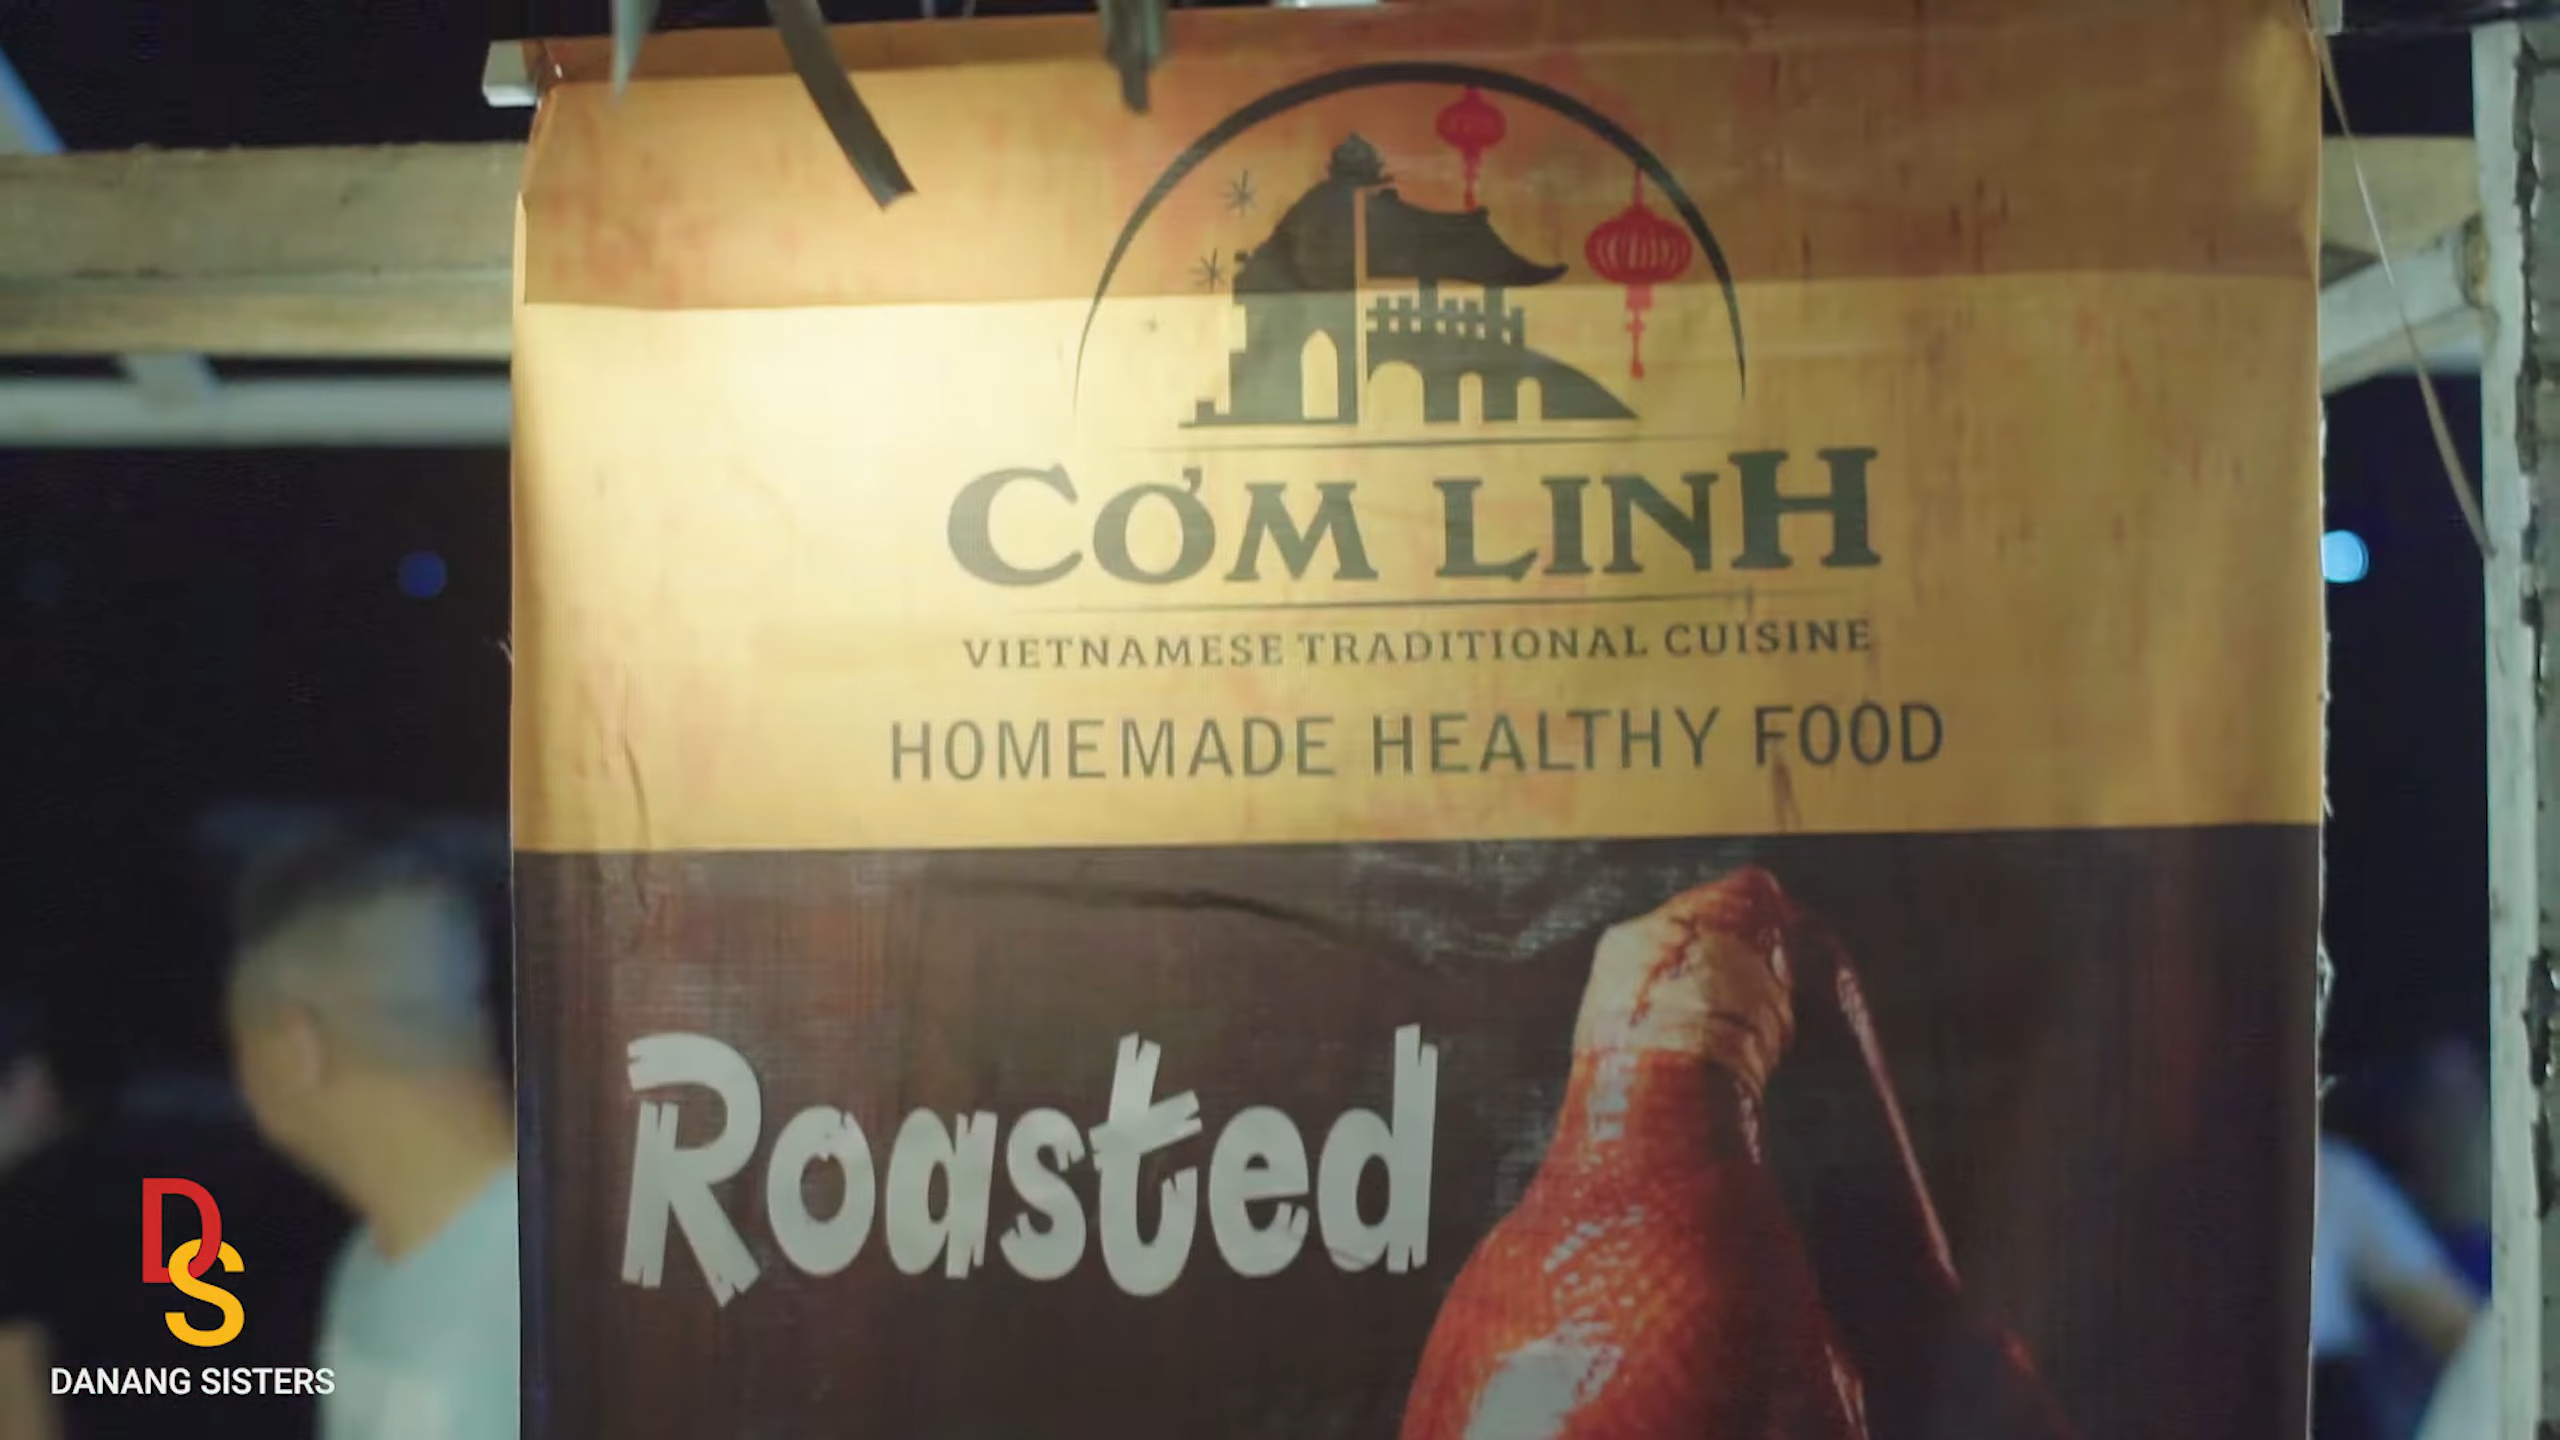 CƠM LINH
VIETNAMESE TRADITIONAL CUISINE
HOMEMADE HEALTHY FOOD
Roasted
DS
DANANG SISTERS